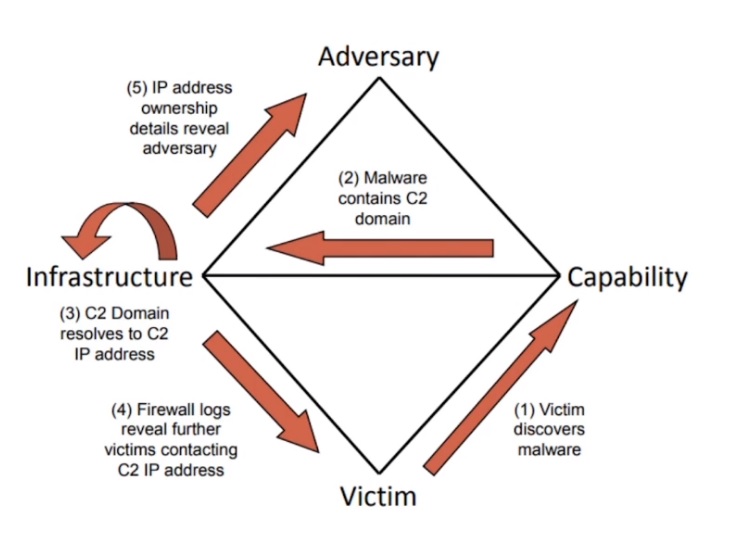 Adversary
(5) IP address
ownership
details reveal
adversary
(2) Malware
contains C2
domain
Infrastructure
Capability
(3) C2 Domain
resolves to C2
IP address
(4) Firewall logs
reveal further
victims contacting
C2 IP address
(1) Victim
discovers
malware
Victim